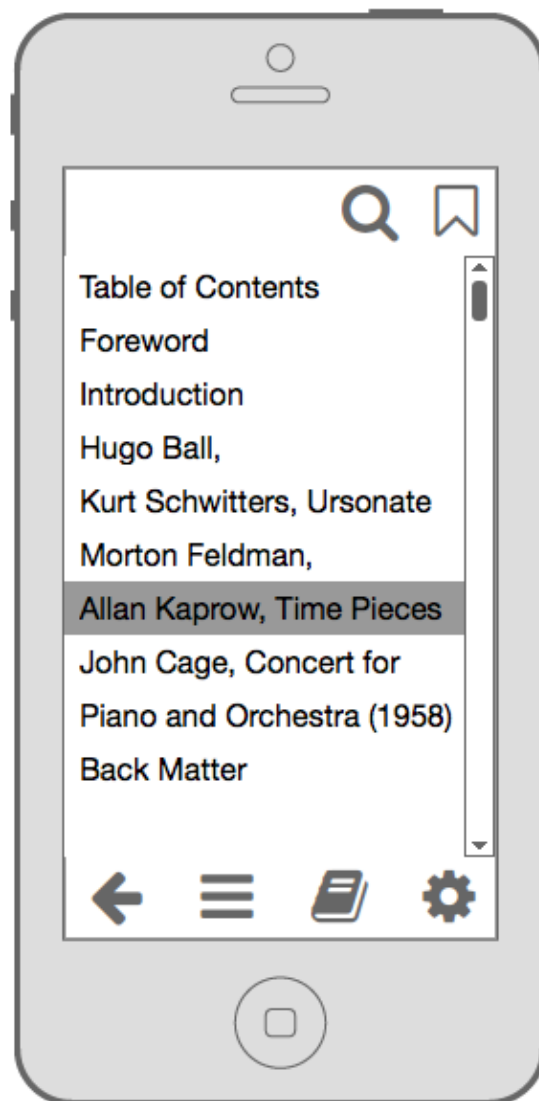 Table of Contents
Foreword
Introduction
Hugo Ball,
Kurt Schwitters, Ursonate
Morton Feldman,
Allan Kaprow, Time Pieces
John Cage, Concert for
Piano and Orchestra (1958)
Back Matter